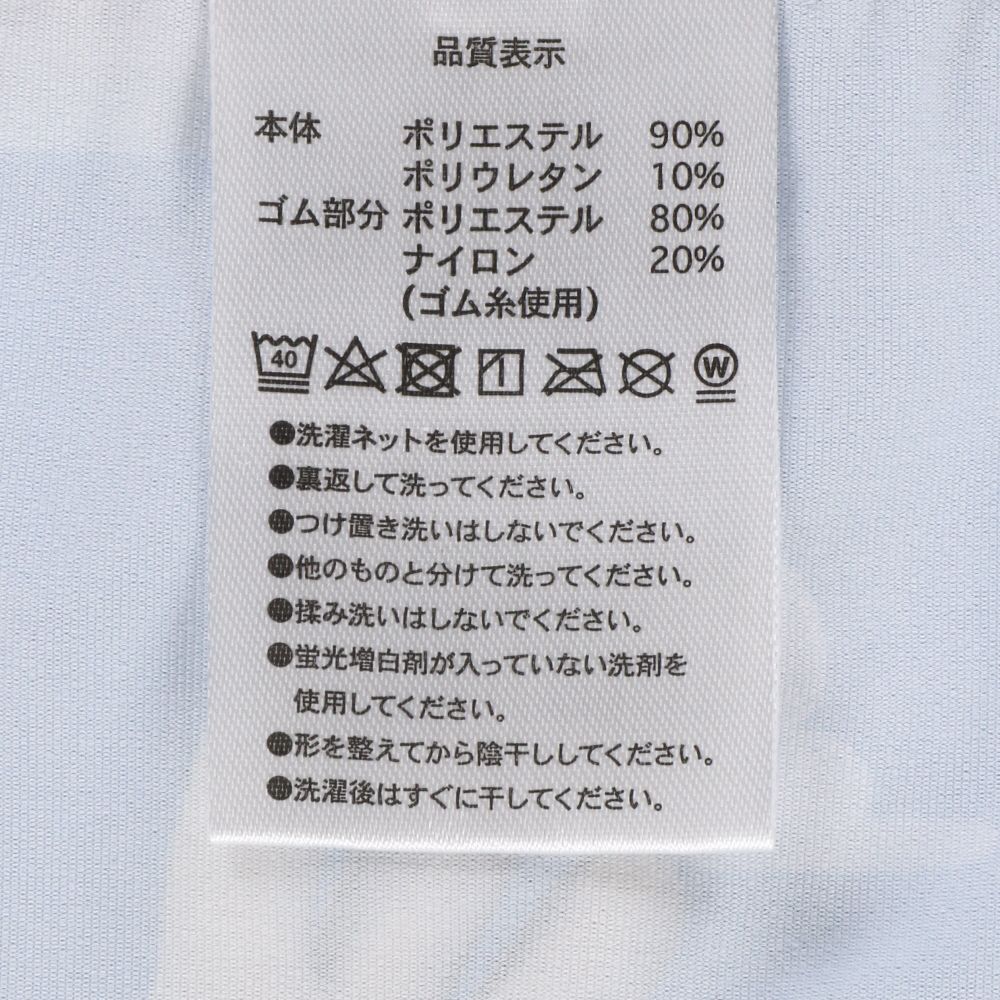 品質表示
本体 ポリエステル 90%
ポリウレタン 10%
ゴム部分 ポリエステル 80%
ナイロン 20%
(ゴム糸使用)
40 W
●洗濯ネットを使用してください。
●裏返して洗ってください。
●つけ置き洗いはしないでください。
●他のものと分けて洗ってください。
●揉み洗いはしないでください。
●蛍光増白剤が入っていない洗剤を
使用してください。
●形を整えてから陰干ししてください。
●洗濯後はすぐに干してください。